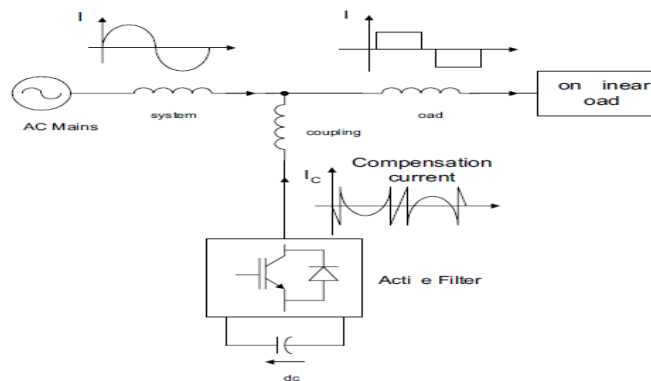 I
I
AC Mains
system
coupling
oad
on inear
oad
I C
Compensation
current
Acti e Filter
dc